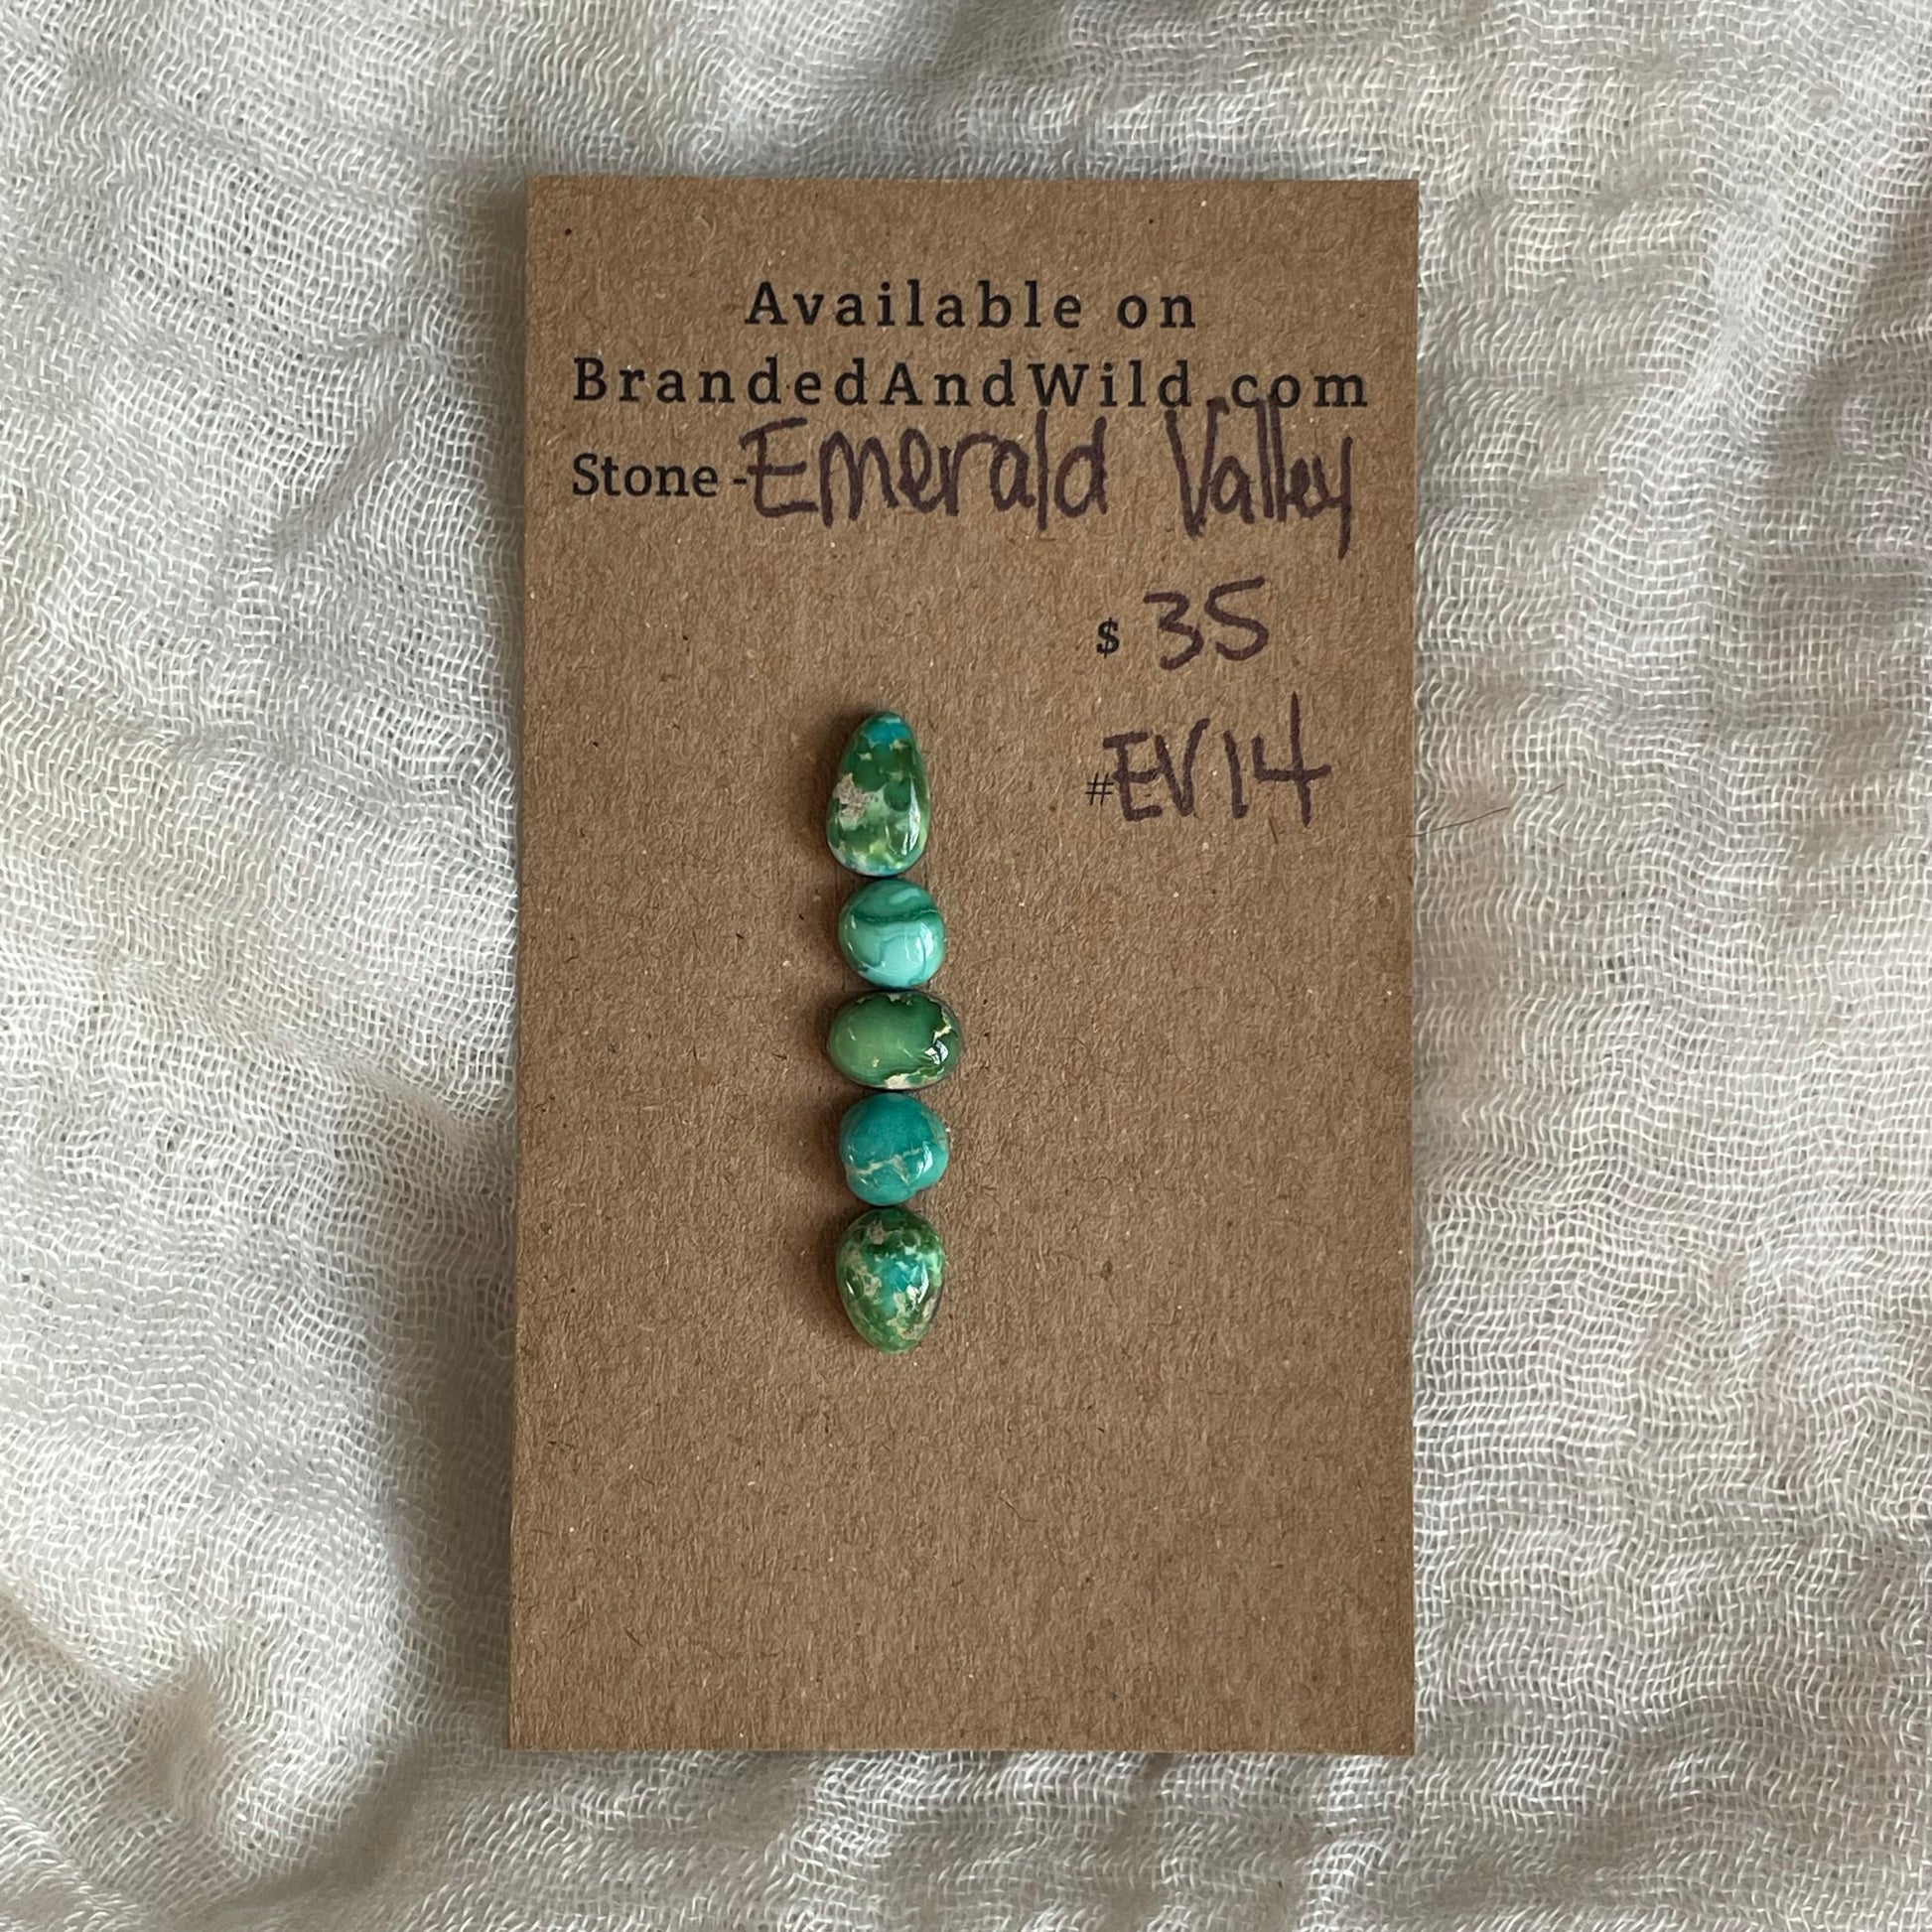 Available on
BrandedAndWild.com
Stone - Emerald Valley
$ 35
#EV14